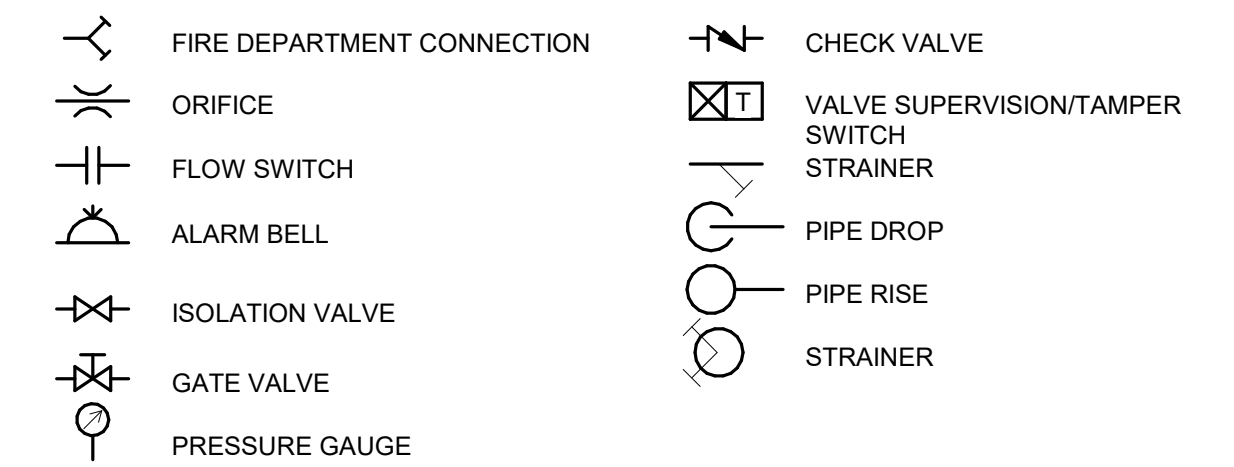 FIRE DEPARTMENT CONNECTION
ORIFICE
FLOW SWITCH
ALARM BELL
ISOLATION VALVE
GATE VALVE
PRESSURE GAUGE
CHECK VALVE
T
VALVE SUPERVISION/TAMPER
SWITCH
STRAINER
PIPE DROP
PIPE RISE
STRAINER